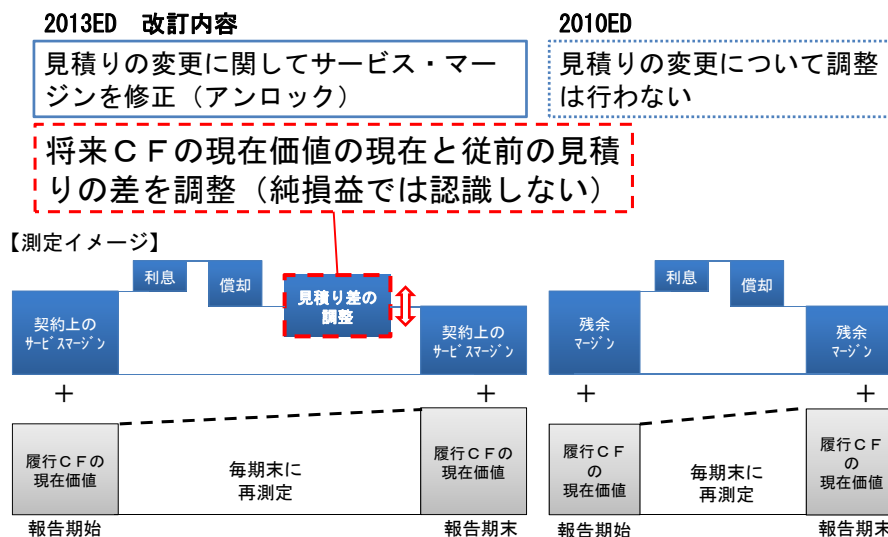 2013ED 改訂内容
見積りの変更に関してサービス・マー
ジンを修正（アンロック）
2010ED
見積りの変更について調整
は行わない
将来ＣＦの現在価値の現在と従前の見積
りの差を調整（純損益では認識しない）
【測定イメージ】
利息
償却
見積り差の
調整
契約上の
ｻｰﾋﾞｽﾏｰｼﾞﾝ
契約上の
ｻｰﾋﾞｽﾏｰｼﾞﾝ
＋
＋
履行ＣＦの
現在価値
毎期末に
再測定
履行ＣＦの
現在価値
報告期始
報告期末
利息
償却
残余
ﾏｰｼﾞﾝ
残余
ﾏｰｼﾞﾝ
＋
＋
履行ＣＦ
の
現在価値
毎期末に
再測定
履行ＣＦ
の
現在価値
報告期始
報告期末